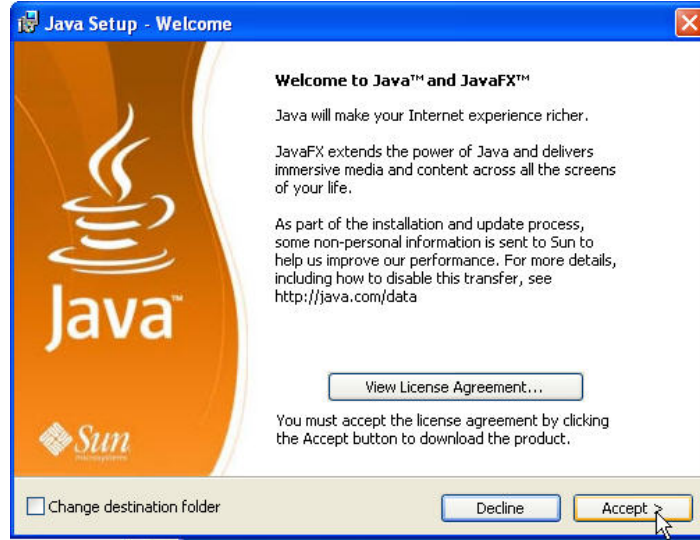 Java Setup - Welcome
Welcome to Java™ and JavaFX™
Java will make your Internet experience richer.
JavaFX extends the power of Java and delivers
immersive media and content across all the screens
of your life.
As part of the installation and update process,
some non-personal information is sent to Sun to
help us improve our performance. For more details,
including how to disable this transfer, see
http://java.com/data
Java™
View License Agreement...
You must accept the license agreement by clicking
the Accept button to download the product.
Sun
microsystems
Change destination folder
Decline
Accept >